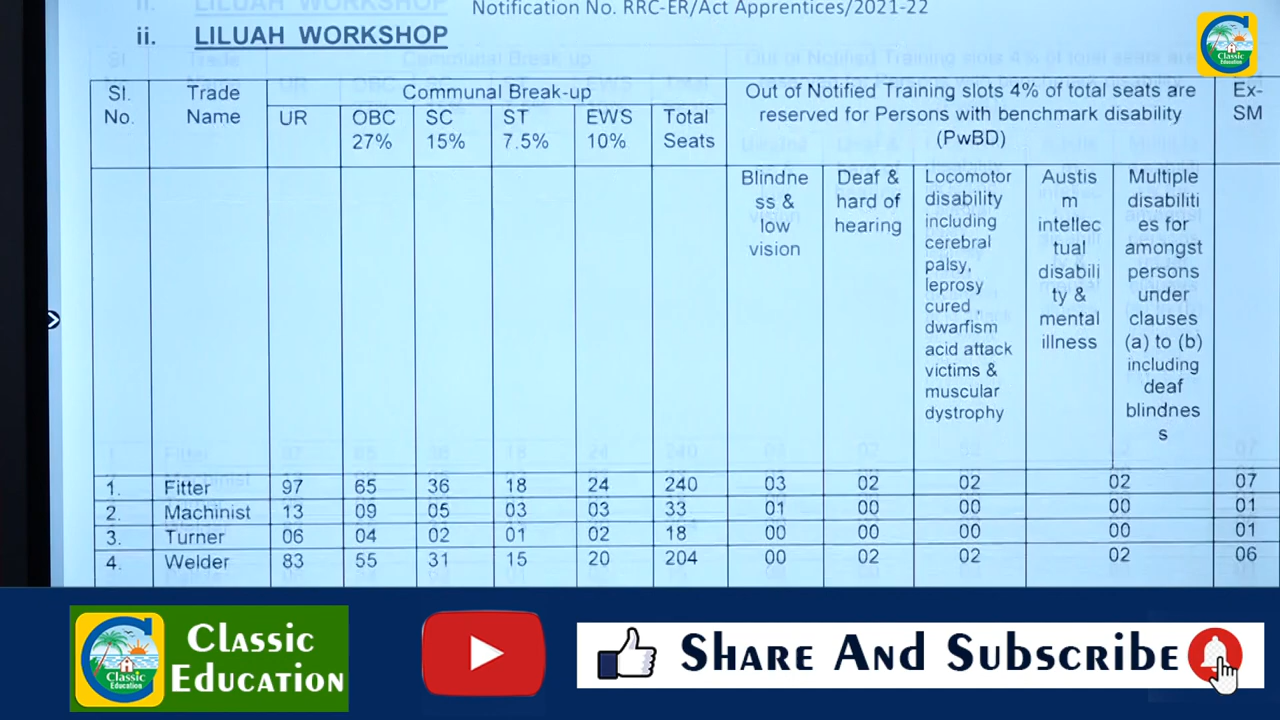 Notification No. RRC-ER/Act Apprentices/2021-22
ii. LILUAH WORKSHOP
Sl. No. Trade Name Communal Break-up Out of Notified Training slots 4% of total seats are reserved for Persons with benchmark disability (PwBD) Ex-SM
UR OBC 27% SC 15% ST 7.5% EWS 10% Total Seats
Blindness & low vision
Deaf & hard of hearing
Locomotor disability including cerebral palsy, leprosy cured, dwarfism acid attack victims & muscular dystrophy
Austism intellectual disability & mental illness
Multiple disabilities for amongst persons under clauses (a) to (b) including deaf blindness
1. Fitter 97 65 36 18 24 240 03 02 02 02 07
2. Machinist 13 09 05 03 03 33 01 00 00 00 01
3. Turner 06 04 02 01 02 18 00 00 00 00 01
4. Welder 83 55 31 15 20 204 00 02 02 02 06
Classic Education
Classic Education
Share And Subscribe